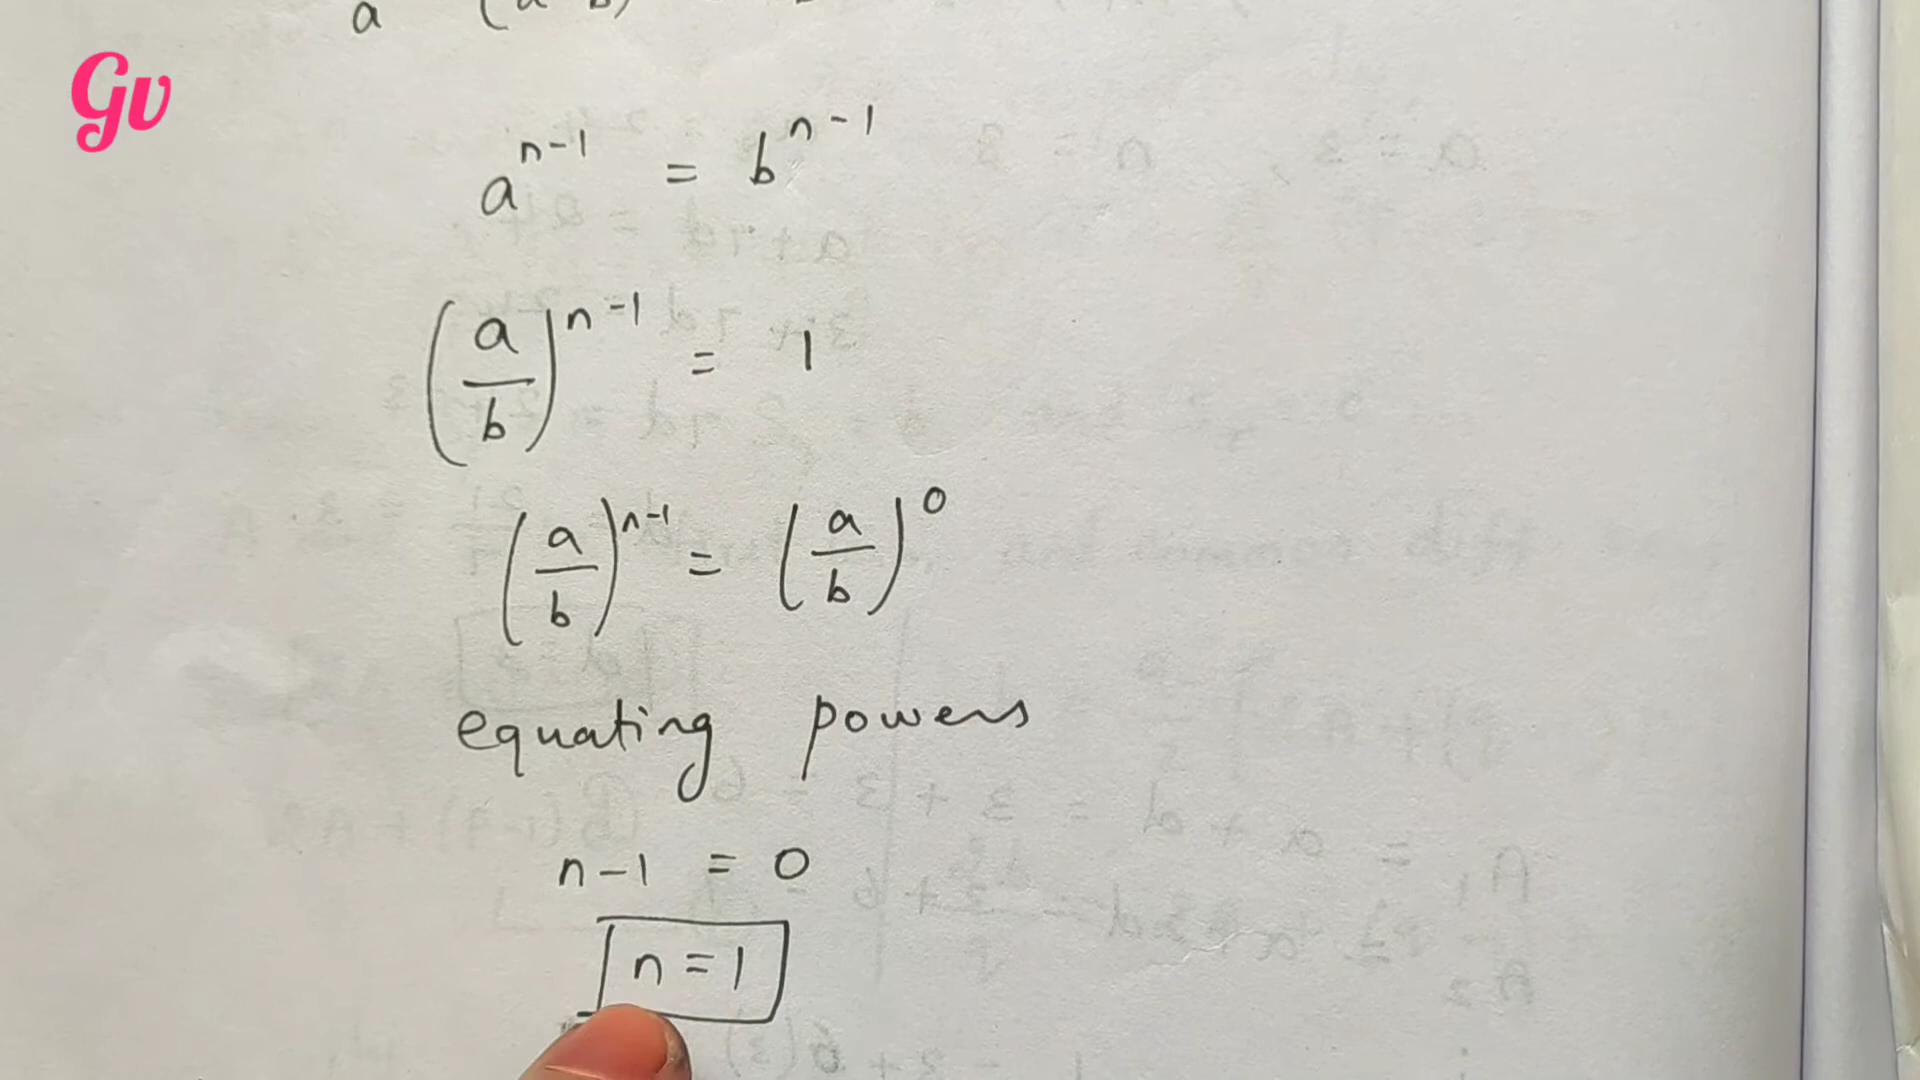 a (a-b)
Gv
a^{n-1} = b^{n-1}
(a/b)^{n-1} = 1
(a/b)^{n-1} = (a/b)^0
equating powers
n-1 = 0
n=1